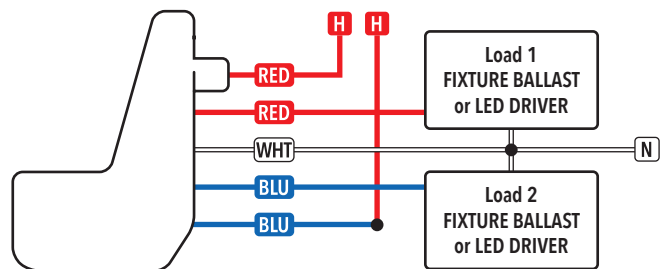 H H
RED
RED
WHT
BLU
BLU
Load 1
FIXTURE BALLAST
or LED DRIVER
N
Load 2
FIXTURE BALLAST
or LED DRIVER